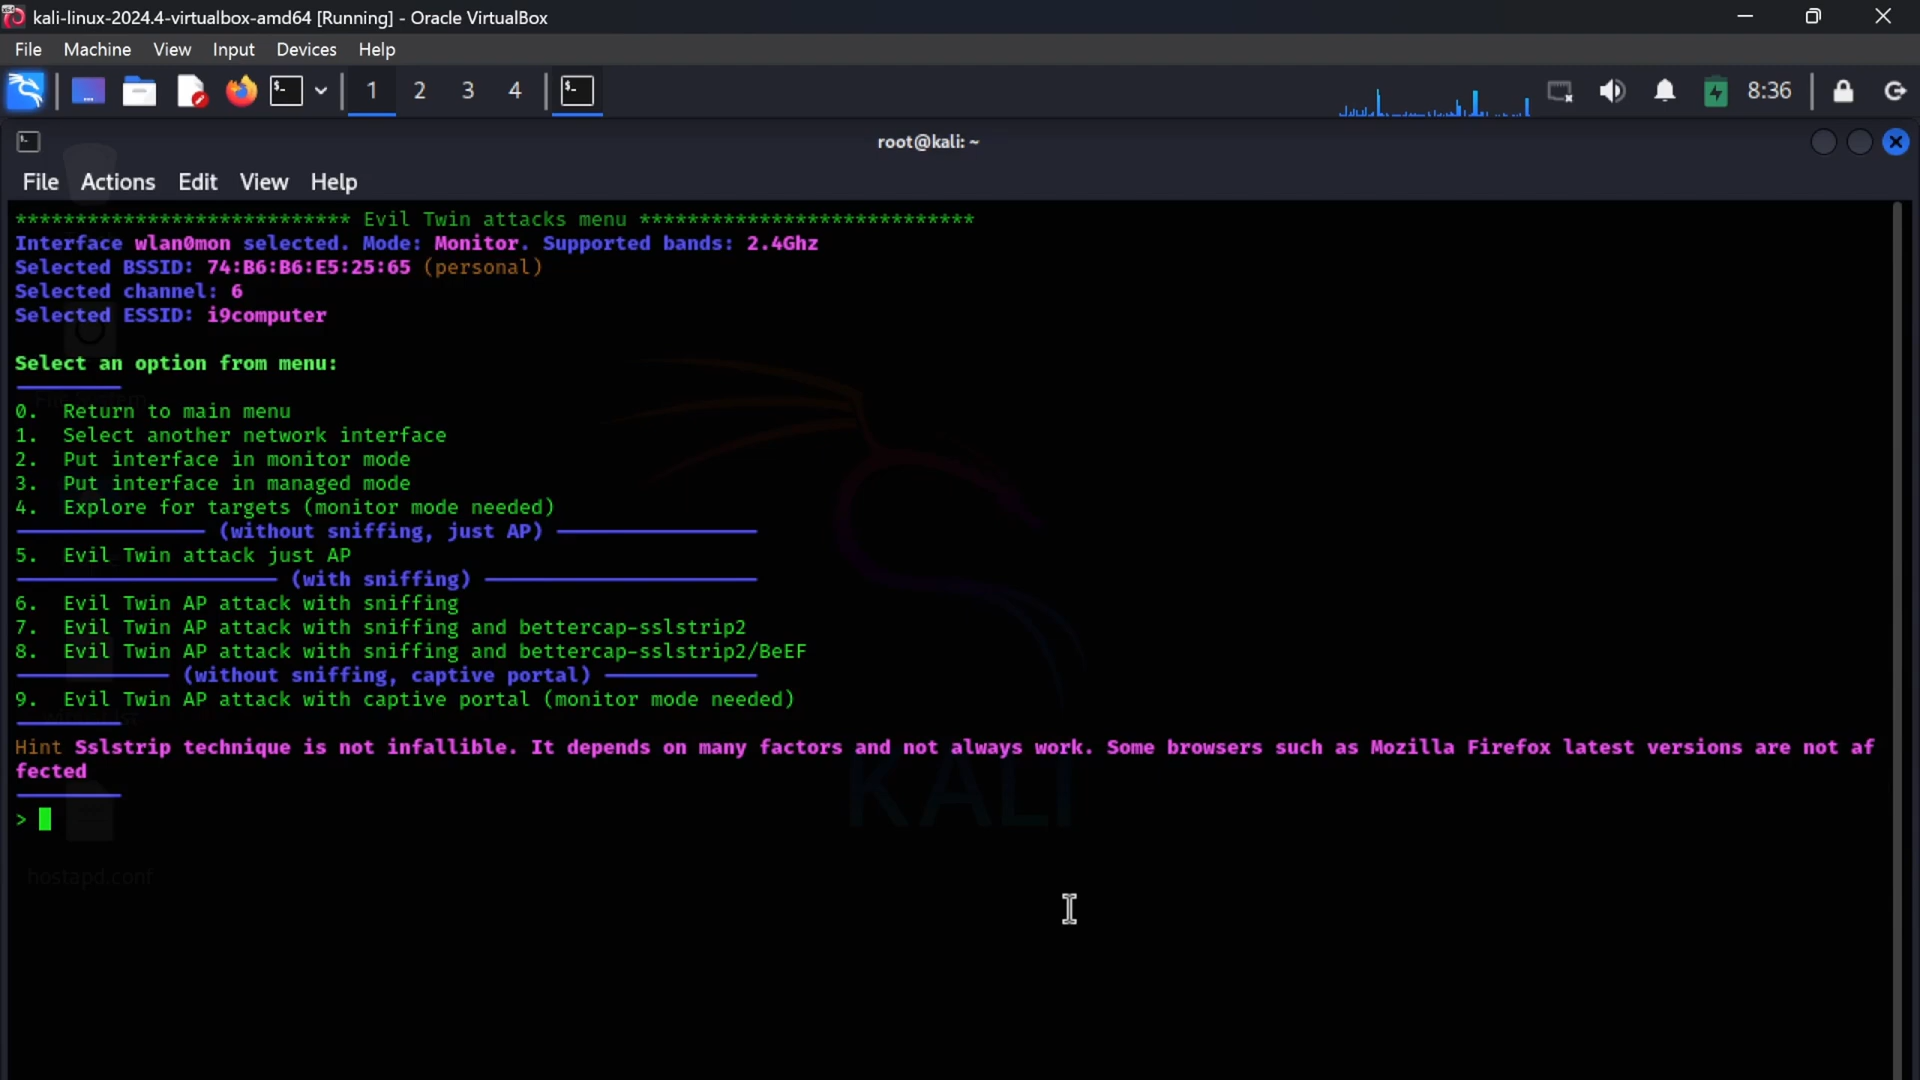 kali-linux-2024.4-virtualbox-amd64 [Running] - Oracle VirtualBox
File Machine View Input Devices Help
1 2 3 4 8:36
root@kali: ~
File Actions Edit View Help
**************************** Evil Twin attacks menu ****************************
Interface wlan0mon selected. Mode: Monitor. Supported bands: 2.4Ghz
Selected BSSID: 74:B6:B6:E5:25:65 (personal)
Selected channel: 6
Selected ESSID: i9computer
Select an option from menu:
0. Return to main menu
1. Select another network interface
2. Put interface in monitor mode
3. Put interface in managed mode
4. Explore for targets (monitor mode needed)
(without sniffing, just AP)
5. Evil Twin attack just AP
(with sniffing)
6. Evil Twin AP attack with sniffing
7. Evil Twin AP attack with sniffing and bettercap-sslstrip2
8. Evil Twin AP attack with sniffing and bettercap-sslstrip2/BeEF
(without sniffing, captive portal)
9. Evil Twin AP attack with captive portal (monitor mode needed)
Hint Sslstrip technique is not infallible. It depends on many factors and not always work. Some browsers such as Mozilla Firefox latest versions are not af
fected
KALI
>
hostapd.conf